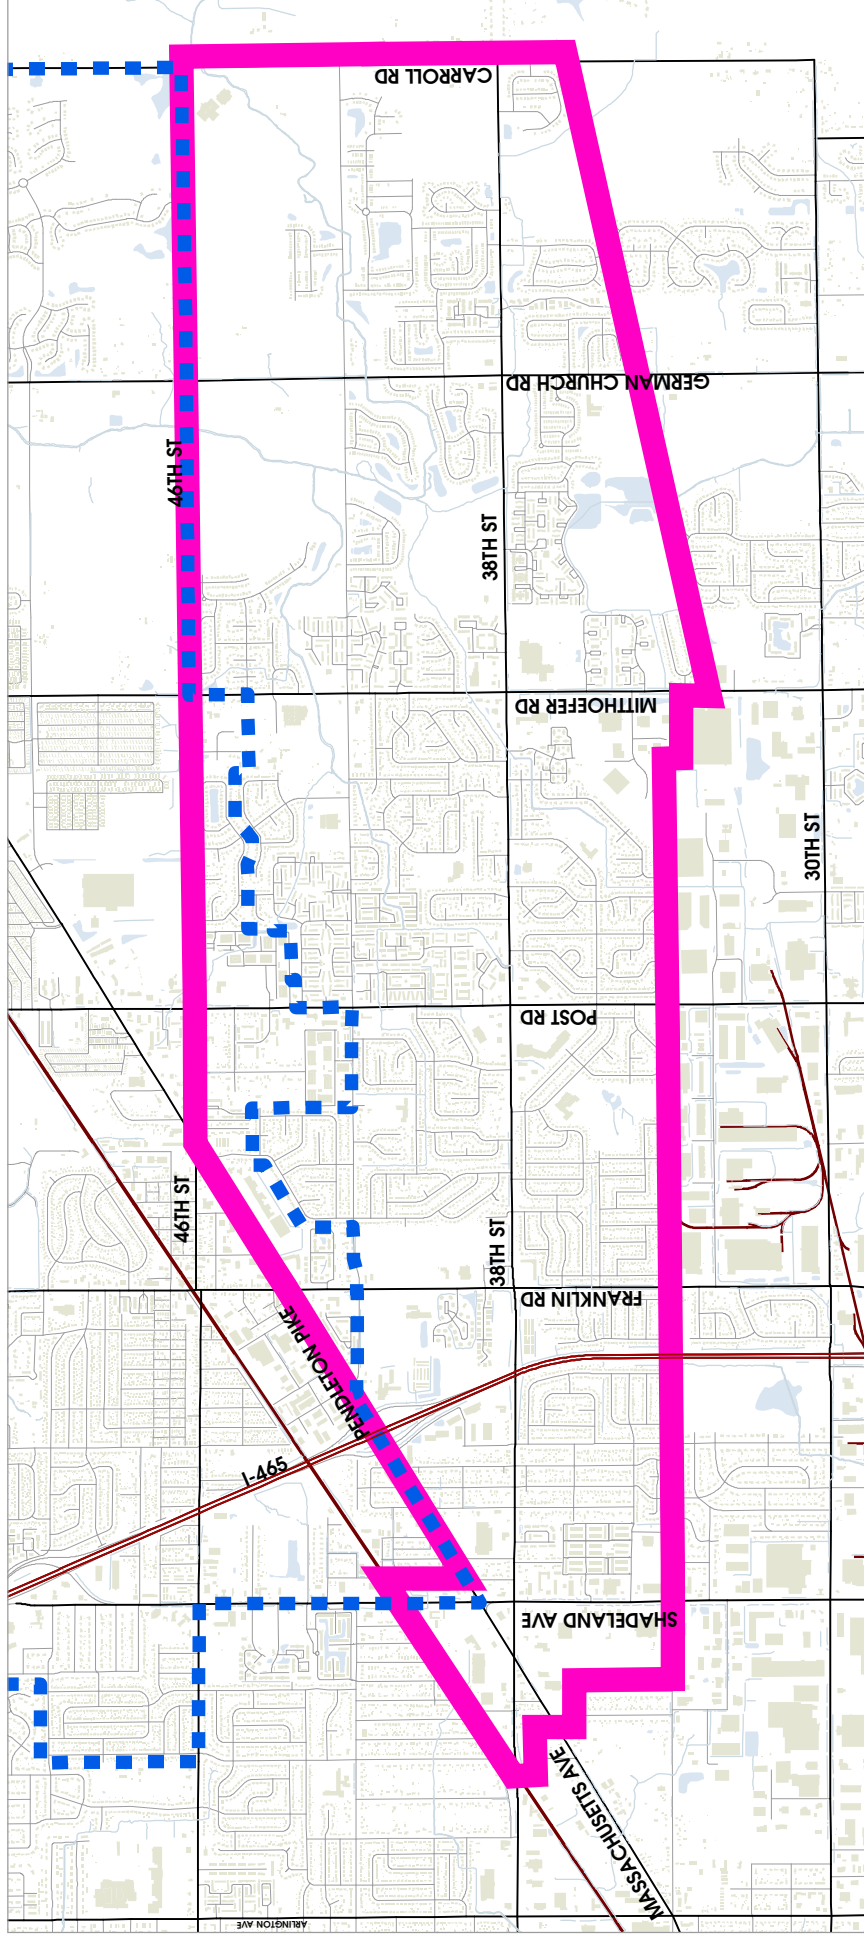 CARROLL RD
GERMAN CHURCH RD
46TH ST
38TH ST
MITTHOEFER RD
30TH ST
POST RD
46TH ST
38TH ST
FRANKLIN RD
PENDLETON PIKE
I-465
SHADELAND AVE
MASSACHUSETTS AVE
ARLINGTON AVE